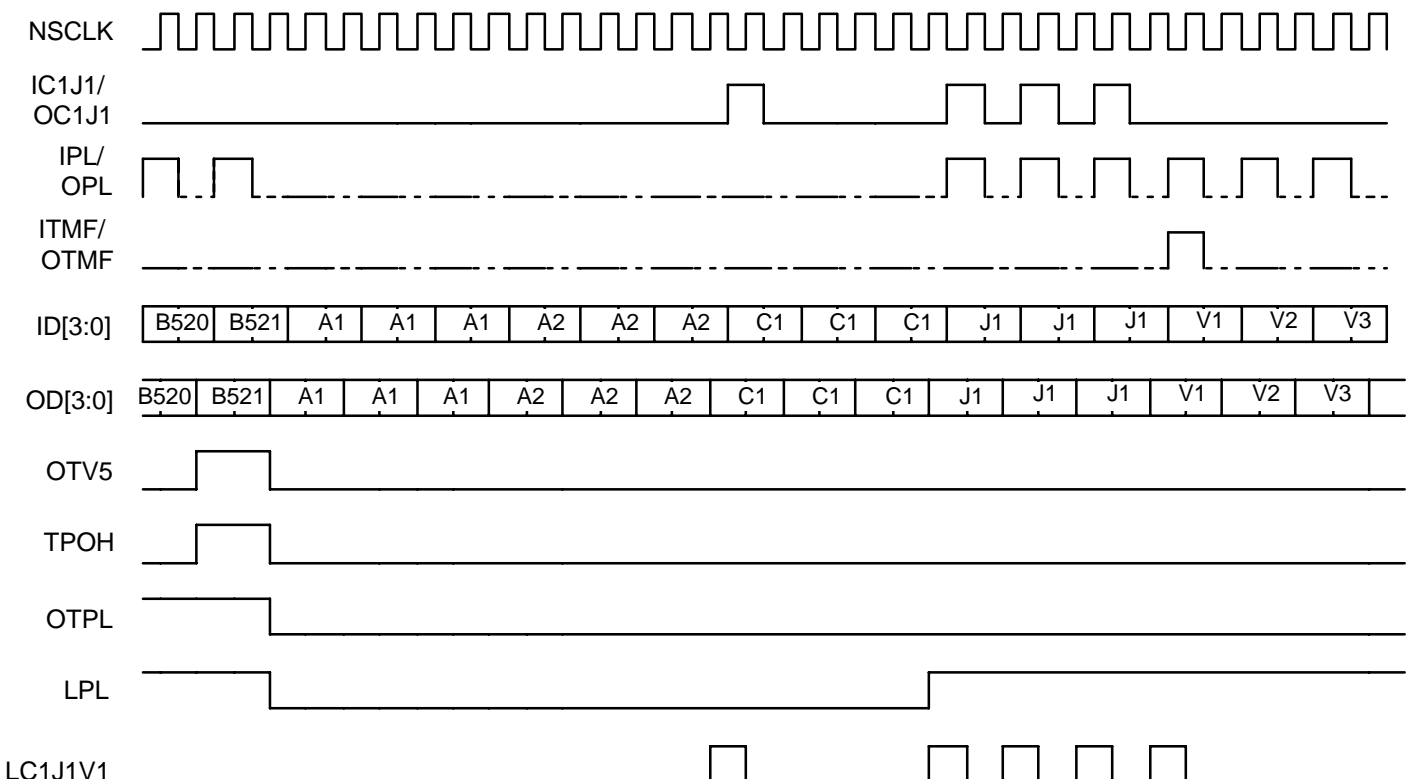 NSCLK
IC1J1/
OC1J1
IPL/
OPL
ITMF/
OTMF
ID[3:0] B520 B521 A1 A1 A1 A2 A2 A2 C1 C1 C1 J1 J1 J1 V1 V2 V3
OD[3:0] B520 B521 A1 A1 A1 A2 A2 A2 C1 C1 C1 J1 J1 J1 V1 V2 V3
OTV5
TPOH
OTPL
LPL
LC1J1V1